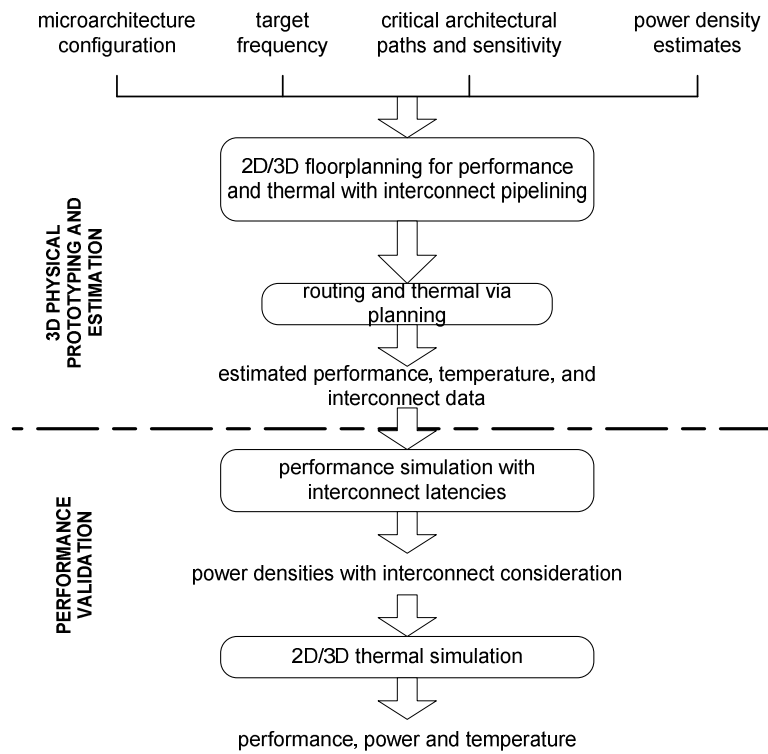 microarchitecture
configuration
target
frequency
critical architectural
paths and sensitivity
power density
estimates
2D/3D floorplanning for performance
and thermal with interconnect pipelining
3D PHYSICAL
PROTOTYPING AND
ESTIMATION
routing and thermal via
planning
estimated performance, temperature, and
interconnect data
performance simulation with
interconnect latencies
PERFORMANCE
VALIDATION
power densities with interconnect consideration
2D/3D thermal simulation
performance, power and temperature